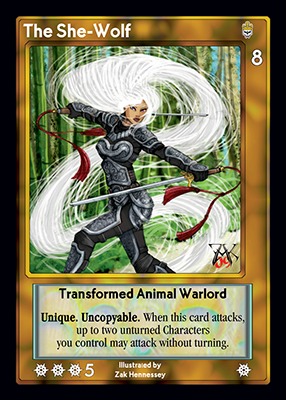 The She-Wolf
8
Transformed Animal Warlord
Unique. Uncopyable. When this card attacks,
up to two unturned Characters
you control may attack without turning.
5
Illustrated by
Zak Hennessey